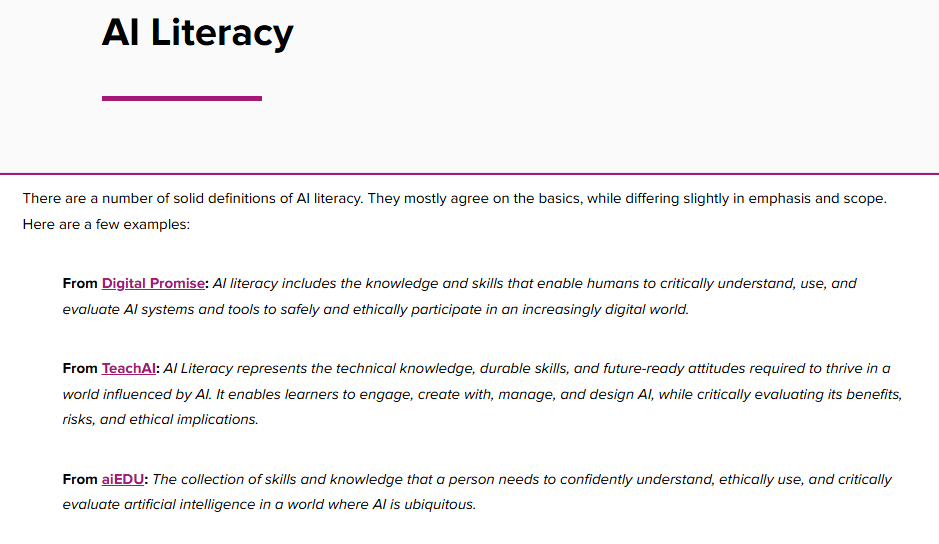 AI Literacy
There are a number of solid definitions of AI literacy. They mostly agree on the basics, while differing slightly in emphasis and scope.
Here are a few examples:
From Digital Promise: AI literacy includes the knowledge and skills that enable humans to critically understand, use, and
evaluate AI systems and tools to safely and ethically participate in an increasingly digital world.
From TeachAI: AI Literacy represents the technical knowledge, durable skills, and future-ready attitudes required to thrive in a
world influenced by AI. It enables learners to engage, create with, manage, and design AI, while critically evaluating its benefits,
risks, and ethical implications.
From aiEDU: The collection of skills and knowledge that a person needs to confidently understand, ethically use, and critically
evaluate artificial intelligence in a world where AI is ubiquitous.